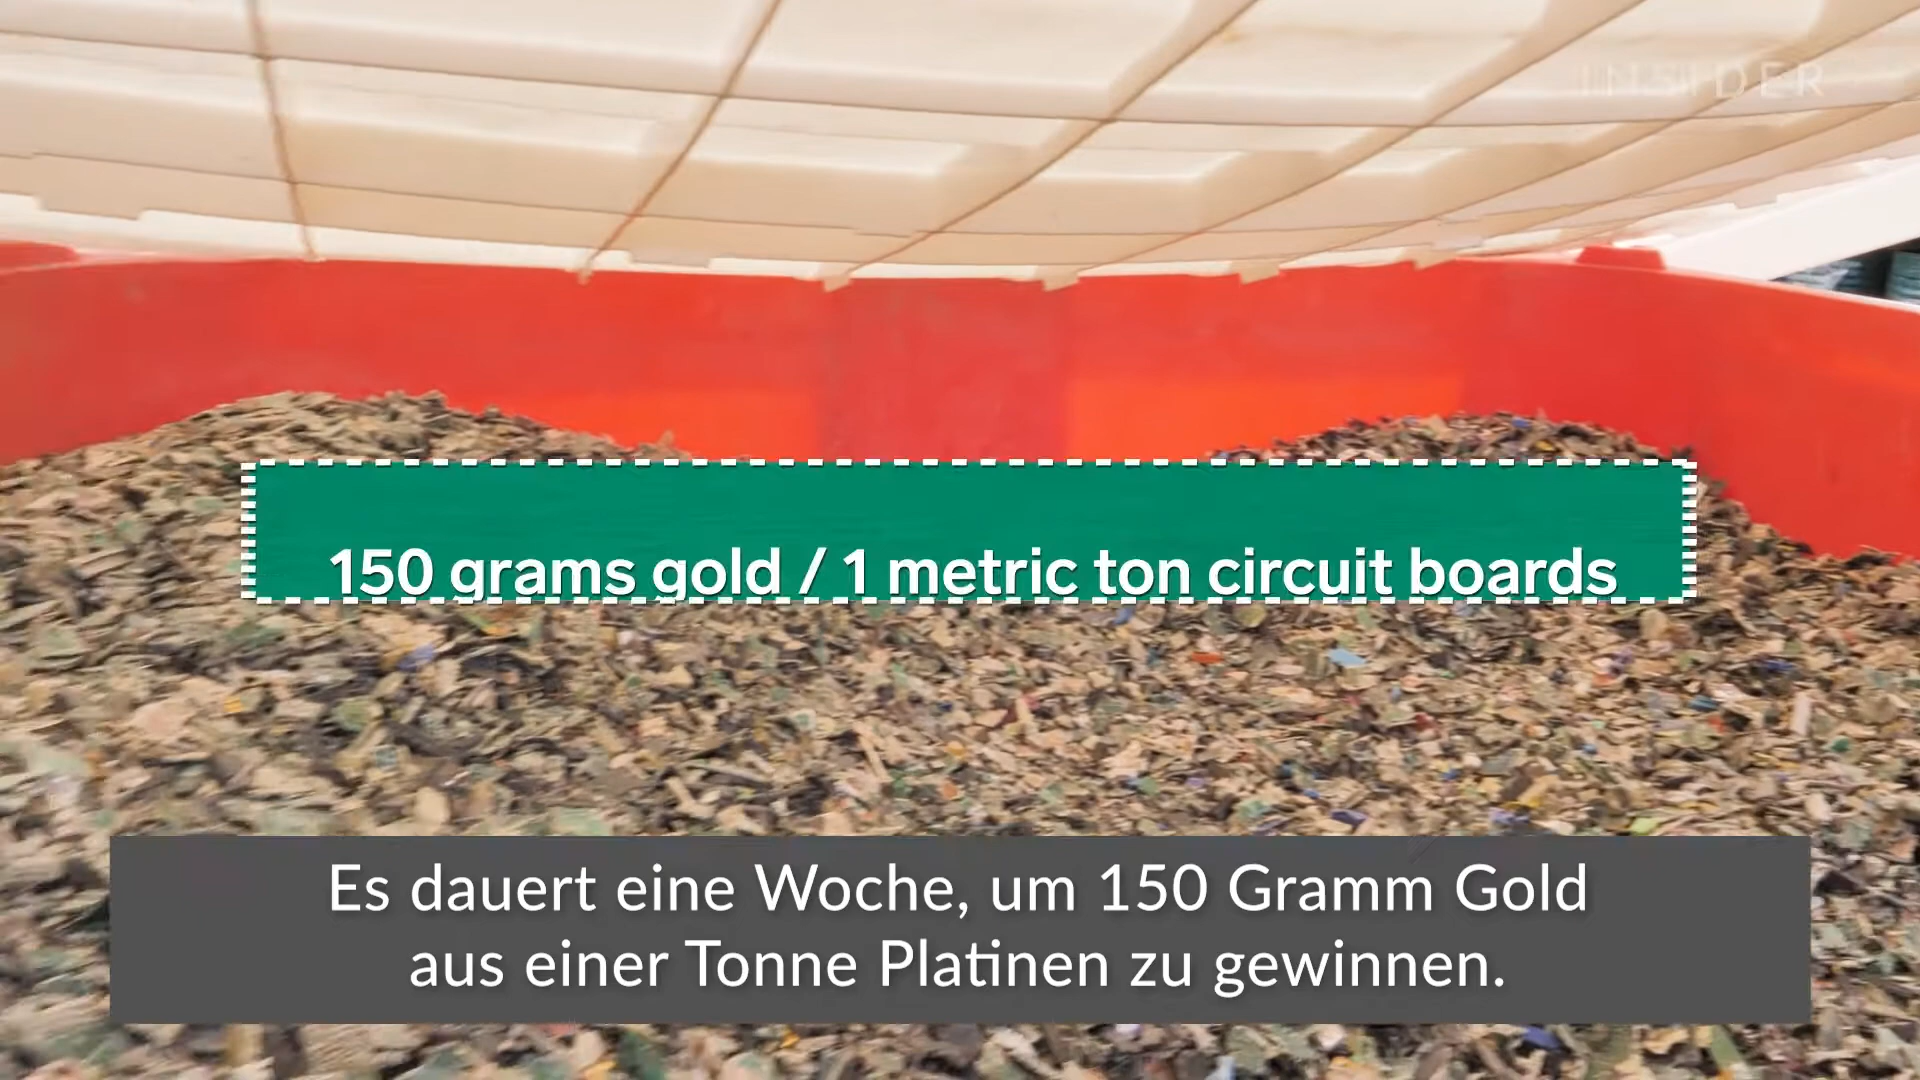 INSIDER
150 grams gold / 1 metric ton circuit boards
Es dauert eine Woche, um 150 Gramm Gold
aus einer Tonne Platinen zu gewinnen.